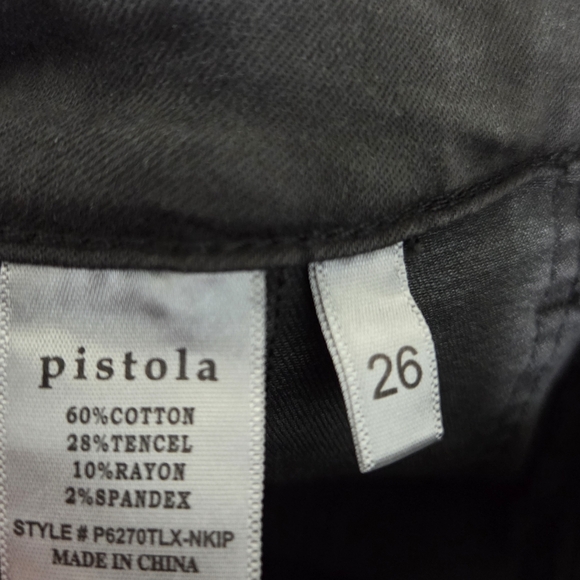 pistola
60%COTTON
28%TENCEL
10%RAYON
2%SPANDEX
STYLE # P6270TLX-NKIP
MADE IN CHINA
26